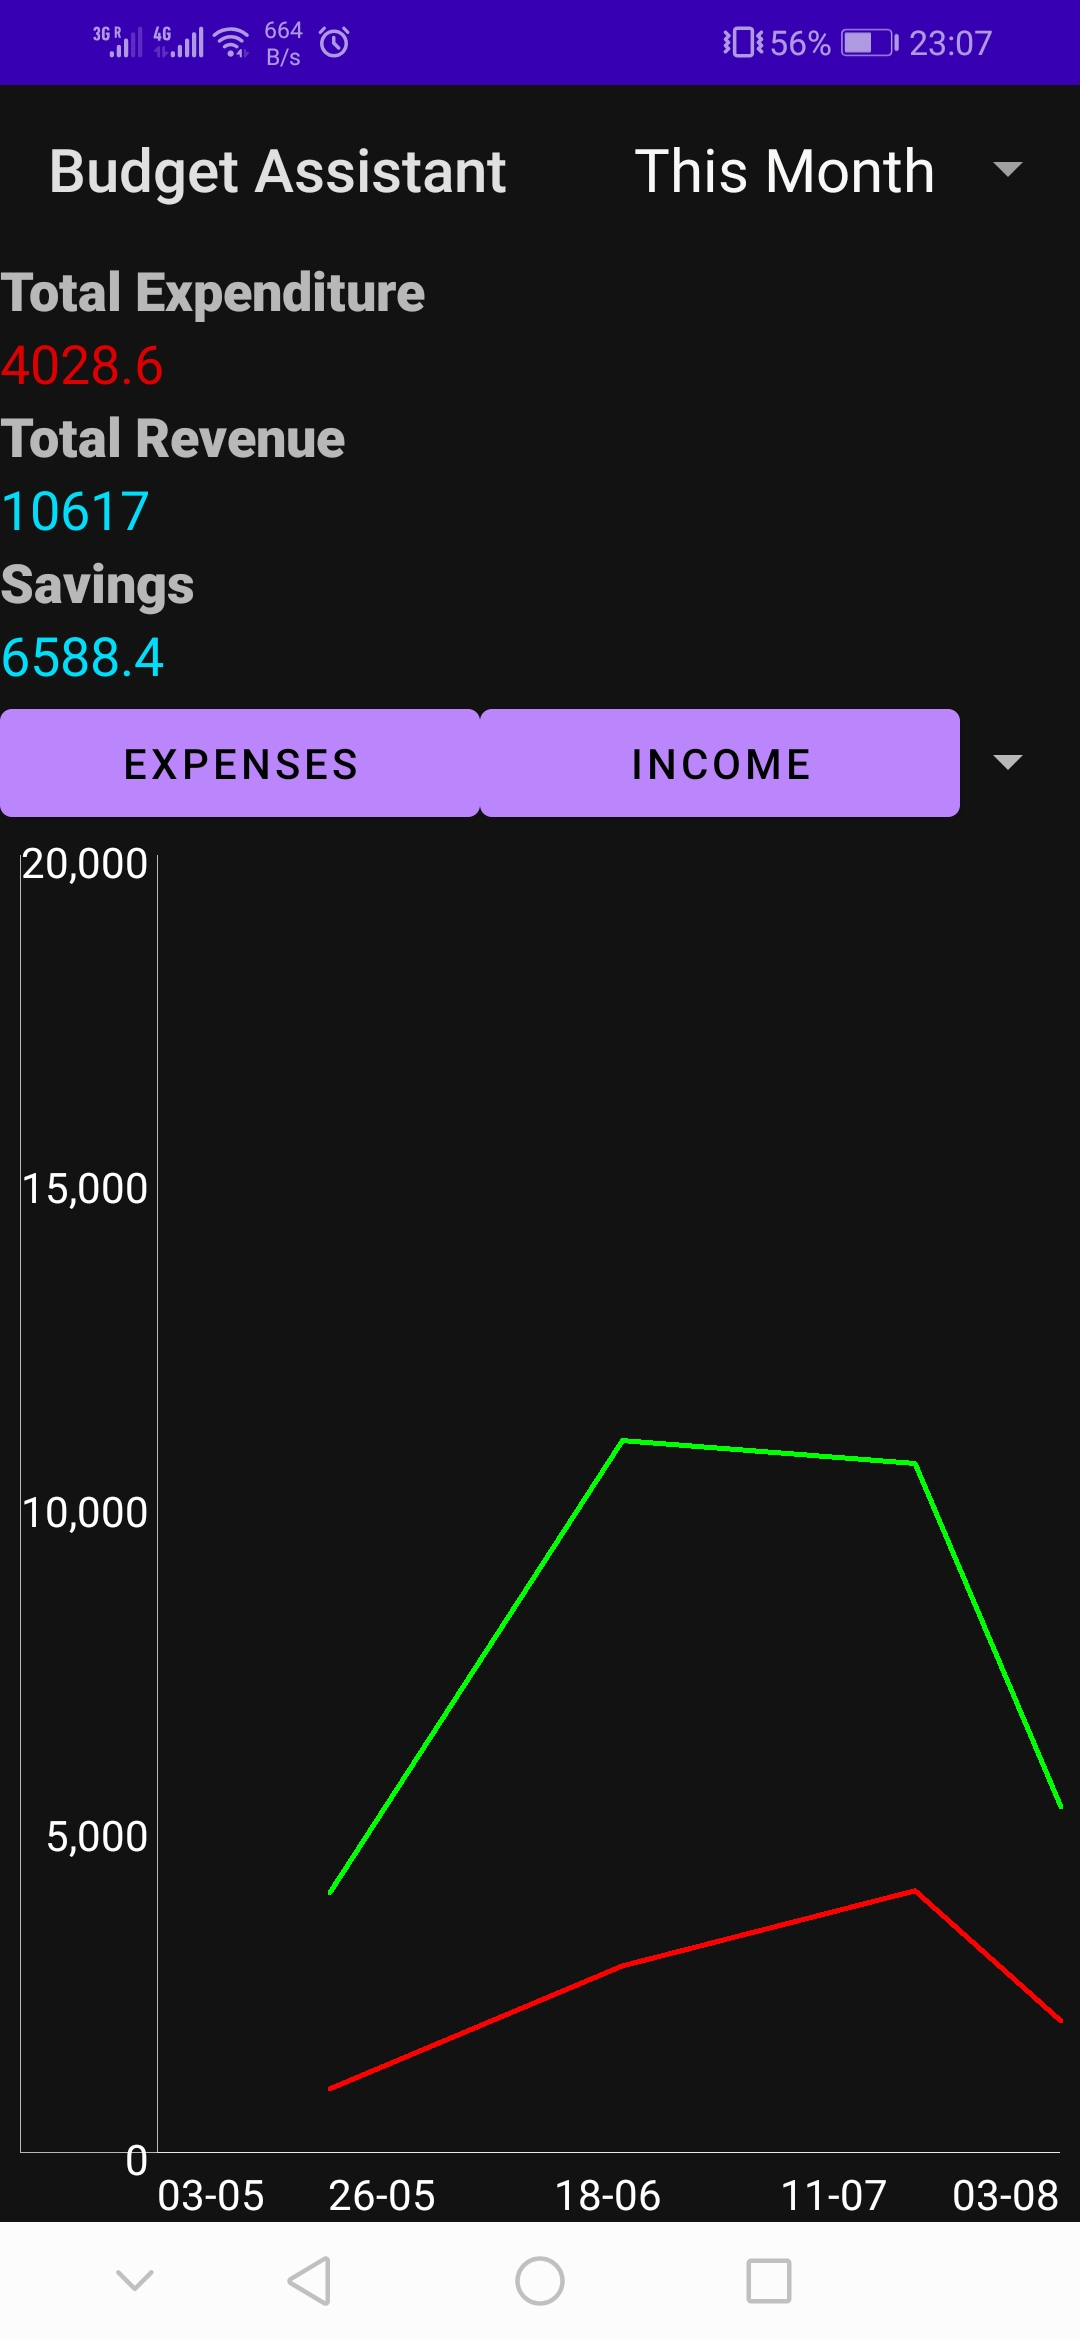 3G R 4G 664 B/s 56% 23:07
Budget Assistant This Month
Total Expenditure
4028.6
Total Revenue
10617
Savings
6588.4
EXPENSES INCOME
20,000
15,000
10,000
5,000
0
03-05 26-05 18-06 11-07 03-08